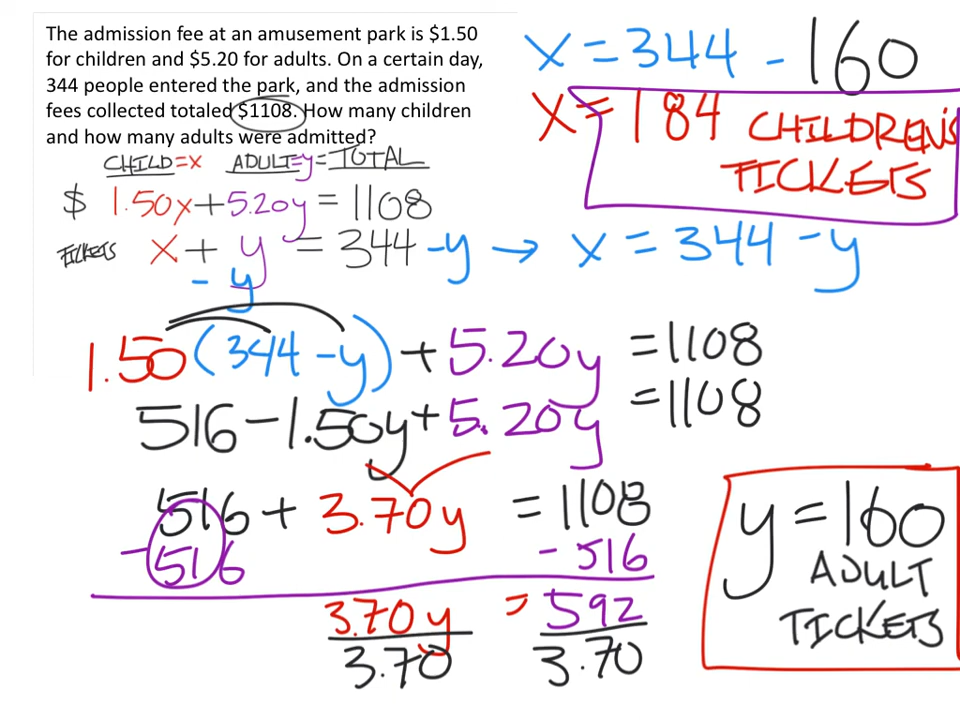 The admission fee at an amusement park is $1.50
for children and $5.20 for adults. On a certain day,
344 people entered the park, and the admission
fees collected totaled $1108. How many children
and how many adults were admitted?
CHILD=x ADULT=y=TOTAL
$ 1.50x+5.20y=1108
TICKETS x + y = 344 -y → x = 344 - y
- y
1.50(344 - y) + 5.20y = 1108
516 - 1.50y + 5.20y = 1108
516 + 3.70y = 1108
-516 - 516
3.70y = 592
3.70 3.70
x = 344 - 160
x = 184 CHILDREN'S
TICKETS
y = 160
ADULT
TICKETS